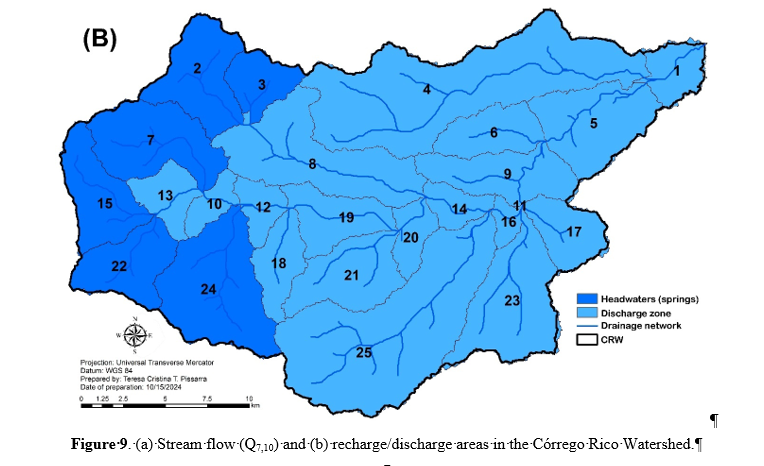 (B)
1
2
3
4
5
6
7
8
9
13
15
10
12
19
14
11
16
17
20
18
21
22
24
23
25
Headwaters (springs)
Discharge zone
Drainage network
CRW
N
W E
S
Projection: Universal Transverse Mercator
Datum: WGS 84
Prepared by: Teresa Cristina T. Pissarra
Date of preparation: 10/15/2024
0 1.25 2.5 5 7.5 10
km
¶
Figure·9.·(a)·Stream·flow·(Q7,10)·and·(b)·recharge/discharge·areas·in·the·Córrego·Rico·Watershed.¶